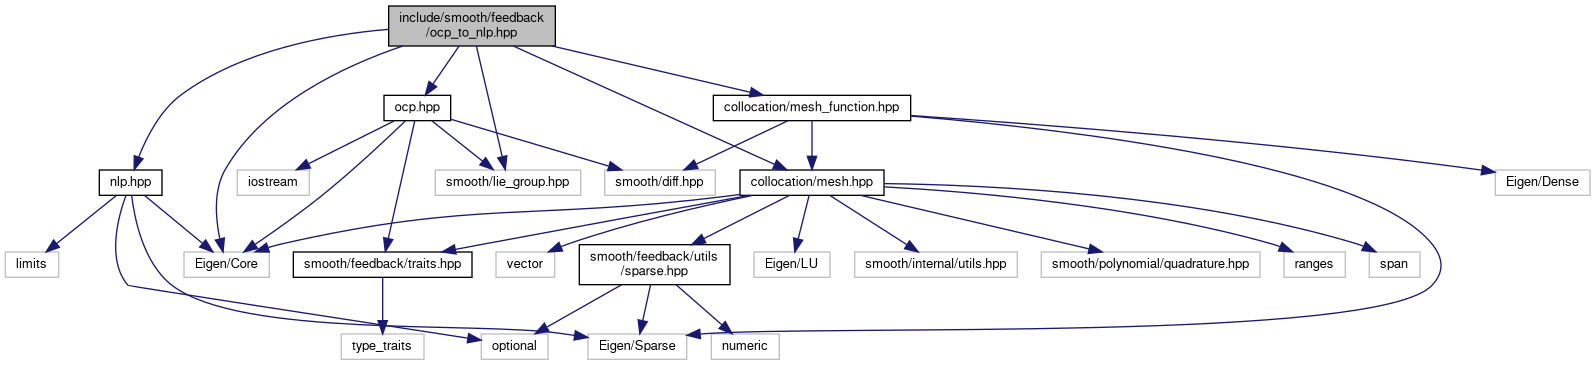 include/smooth/feedback
/ocp_to_nlp.hpp
ocp.hpp
collocation/mesh_function.hpp
nlp.hpp
iostream
smooth/lie_group.hpp
smooth/diff.hpp
collocation/mesh.hpp
Eigen/Dense
limits
Eigen/Core
smooth/feedback/traits.hpp
vector
smooth/feedback/utils
/sparse.hpp
Eigen/LU
smooth/internal/utils.hpp
smooth/polynomial/quadrature.hpp
ranges
span
type_traits
optional
Eigen/Sparse
numeric